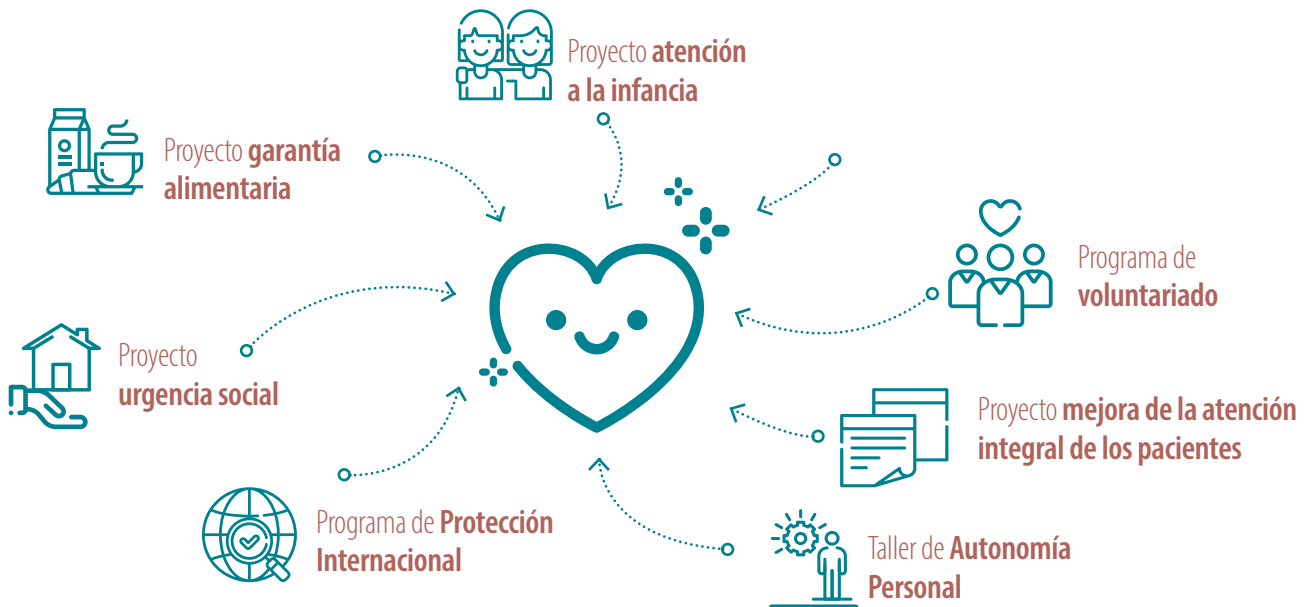 Proyecto atención
a la infancia
Proyecto garantía
alimentaria
Programa de
voluntariado
Proyecto
urgencia social
Proyecto mejora de la atención
integral de los pacientes
Programa de Protección
Internacional
Taller de Autonomía
Personal